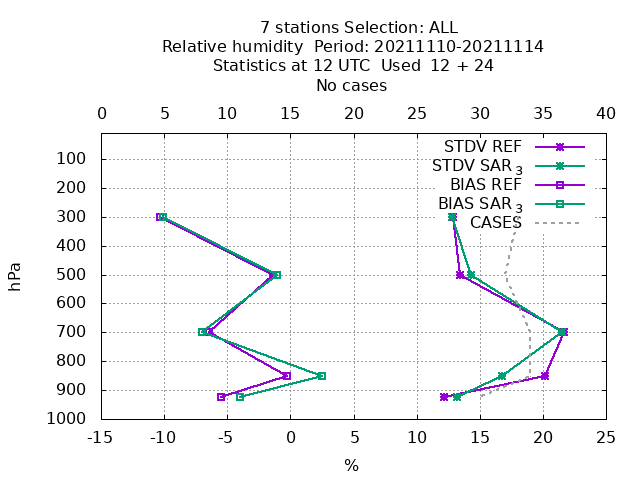 7 stations Selection: ALL
Relative humidity  Period: 20211110-20211114
Statistics at 12 UTC  Used  12 + 24
No cases
0 5 10 15 20 25 30 35 40
STDV REF
STDV SAR 3
BIAS REF
BIAS SAR 3
CASES
100
200
300
400
500
600
700
800
900
1000
hPa
-15 -10 -5 0 5 10 15 20 25
%